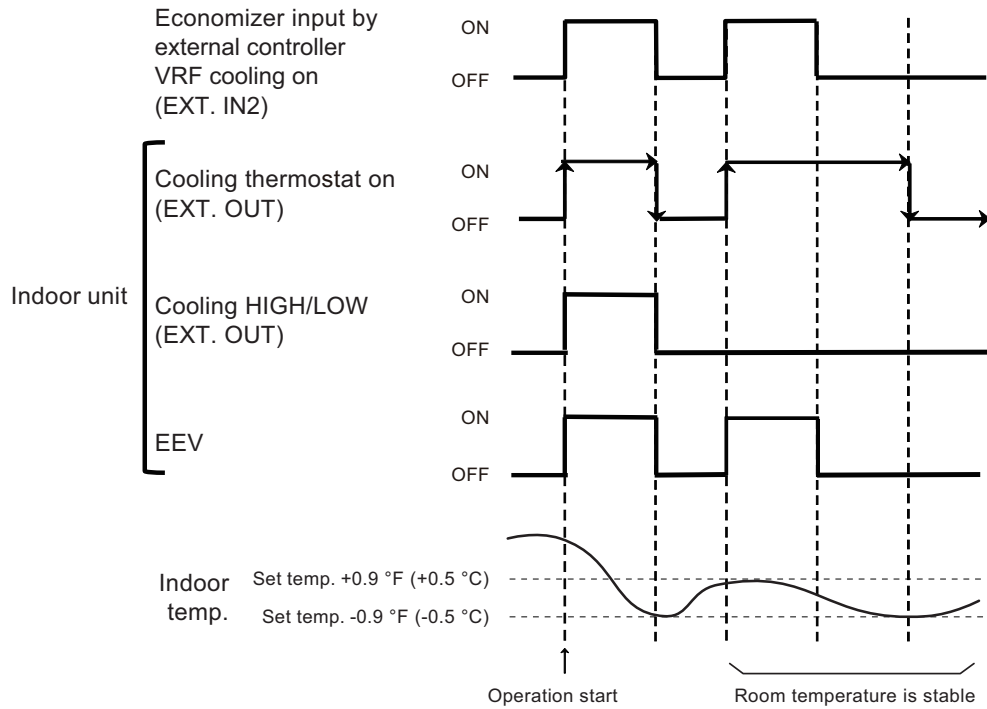 Economizer input by
external controller
VRF cooling on
(EXT. IN2)
ON
OFF
Indoor unit
Cooling thermostat on
(EXT. OUT)
ON
OFF
Cooling HIGH/LOW
(EXT. OUT)
ON
OFF
EEV
ON
OFF
Indoor
temp.
Set temp. +0.9 °F (+0.5 °C)
Set temp. -0.9 °F (-0.5 °C)
Operation start
Room temperature is stable